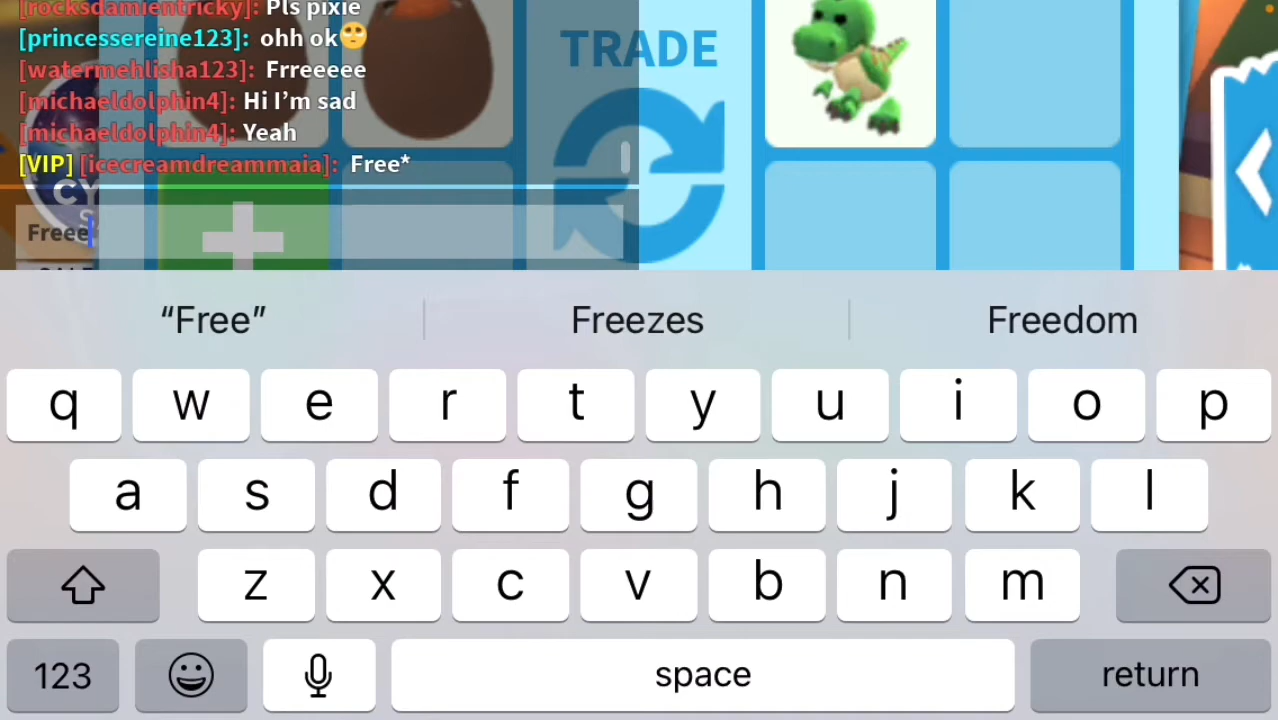 [rocksdamientricky]: Pls pixie
[princessereine123]: ohh ok🙄
[watermehlisha123]: Frreeeee
[michaeldolphin4]: Hi I'm sad
[michaeldolphin4]: Yeah
[VIP] [icecreamdreammaia]: Free*
TRADE
CY
S
Freee
"Free" Freezes Freedom
q w e r t y u i o p
a s d f g h j k l
z x c v b n m
123 space return